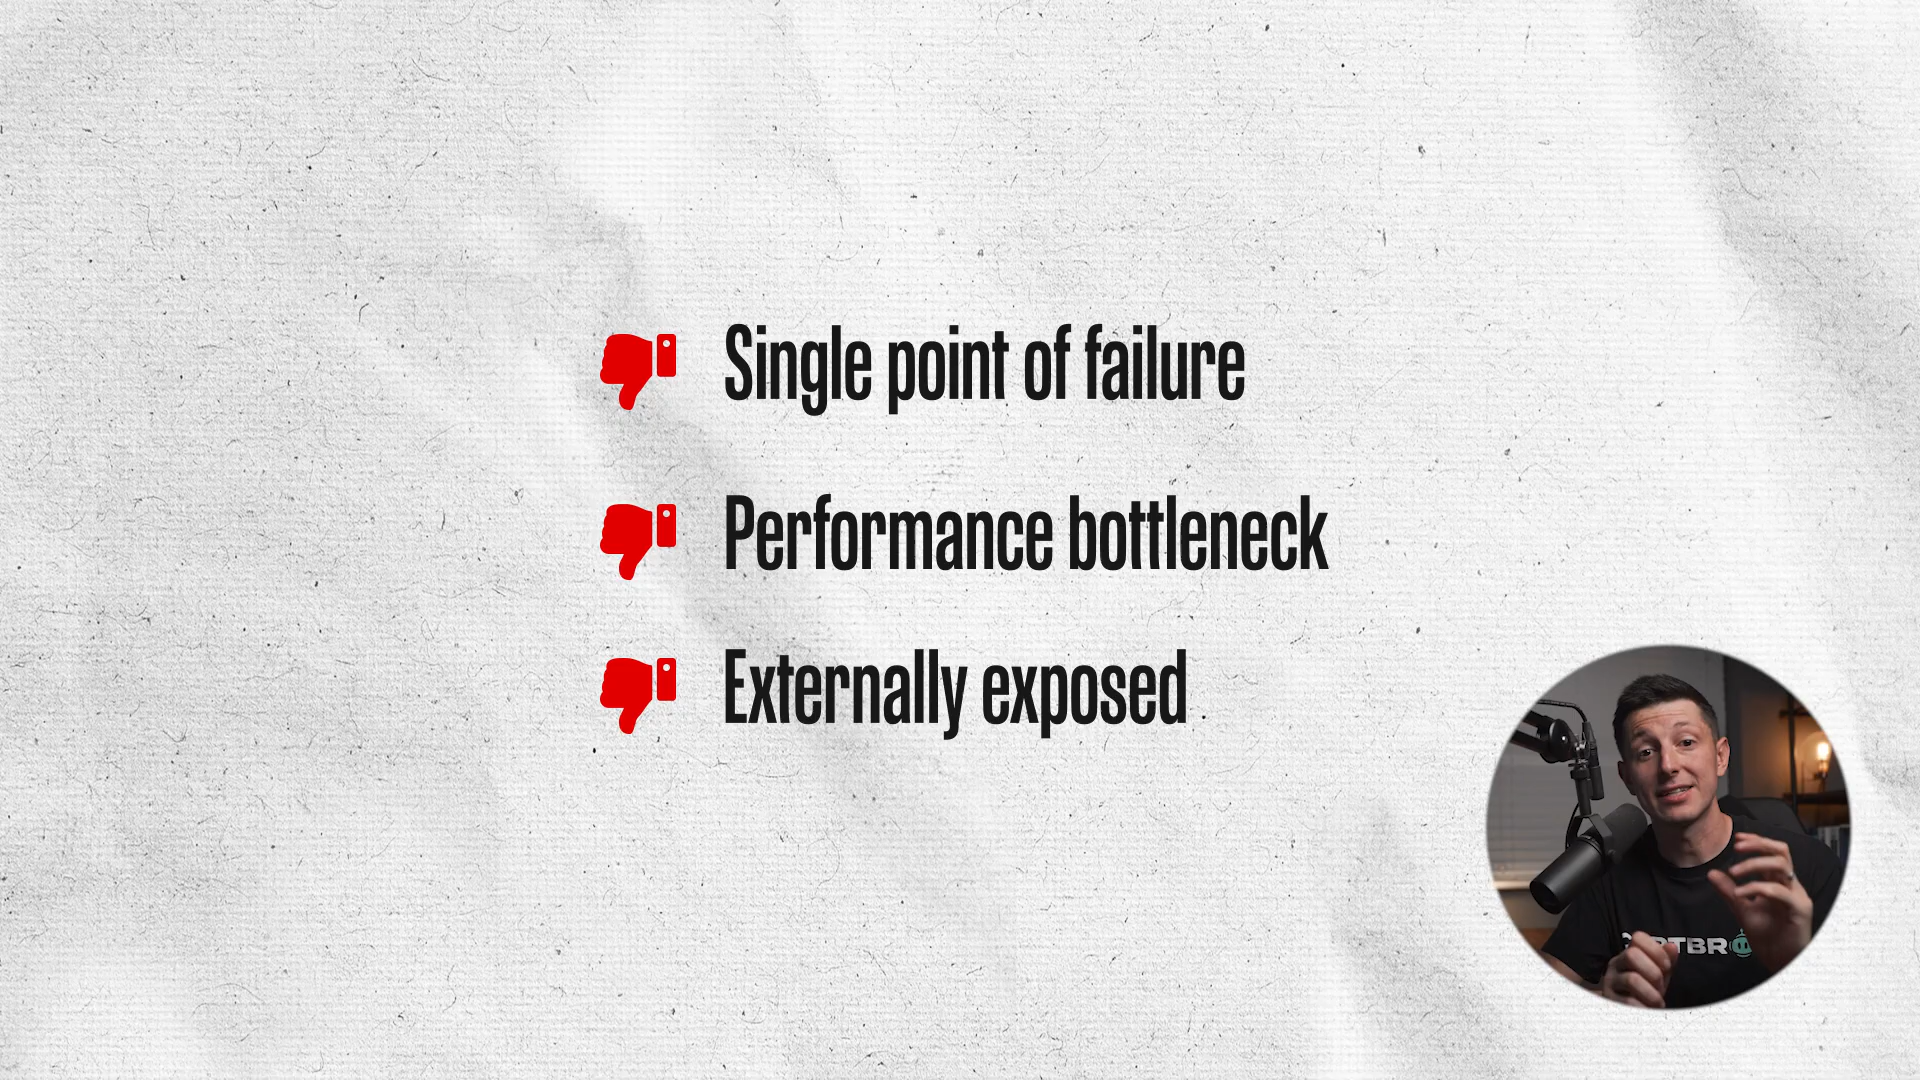 Single point of failure
Performance bottleneck
Externally exposed